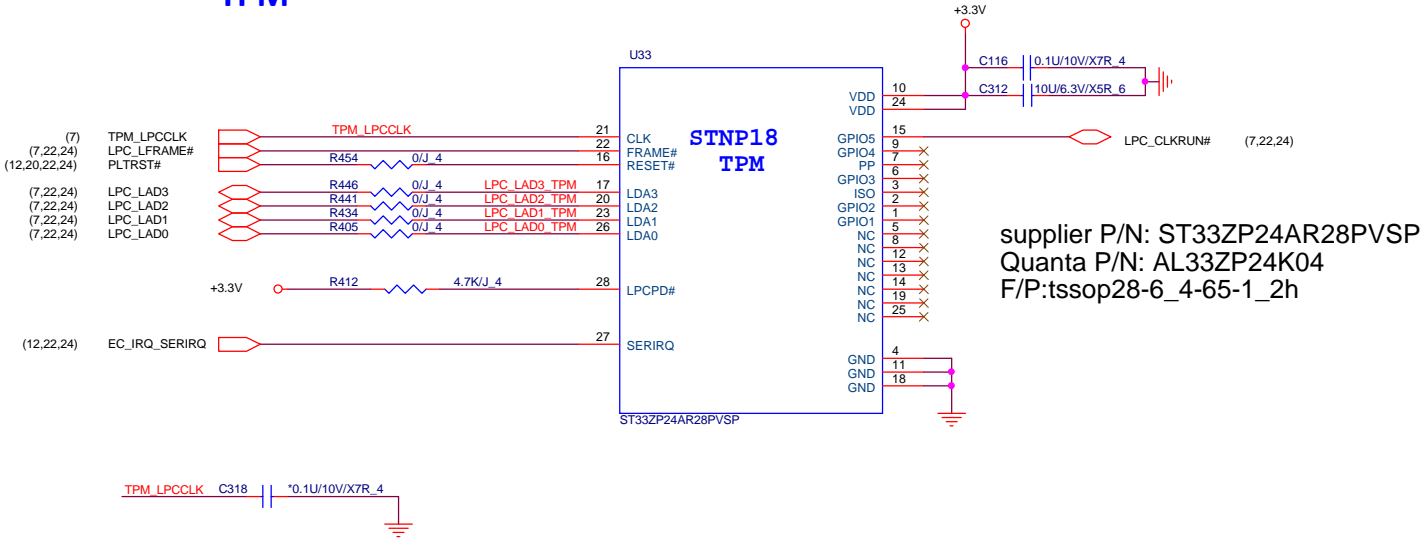 TPM
+3.3V
U33
C116 0.1U/10V/X7R_4
C312 10U/6.3V/X5R_6
VDD 10
VDD 24
(7) TPM_LPCCLK TPM_LPCCLK 21 CLK
(7,22,24) LPC_LFRAME# 22 FRAME#
(12,20,22,24) PLTRST# R454 0/J_4 16 RESET#
STNP18
TPM
(7,22,24) LPC_LAD3 R446 0/J_4 LPC_LAD3_TPM 17 LDA3
(7,22,24) LPC_LAD2 R441 0/J_4 LPC_LAD2_TPM 20 LDA2
(7,22,24) LPC_LAD1 R434 0/J_4 LPC_LAD1_TPM 23 LDA1
(7,22,24) LPC_LAD0 R405 0/J_4 LPC_LAD0_TPM 26 LDA0
GPIO5 15 LPC_CLKRUN# (7,22,24)
GPIO4 9
PP 7
GPIO3 6
ISO 3
GPIO2 2
GPIO1 1
NC 5
NC 8
NC 12
NC 13
NC 14
NC 19
NC 25
supplier P/N: ST33ZP24AR28PVSP
Quanta P/N: AL33ZP24K04
F/P:tssop28-6_4-65-1_2h
+3.3V R412 4.7K/J_4 28 LPCPD#
(12,22,24) EC_IRQ_SERIRQ 27 SERIRQ
GND 4
GND 11
GND 18
ST33ZP24AR28PVSP
TPM_LPCCLK C318 *0.1U/10V/X7R_4